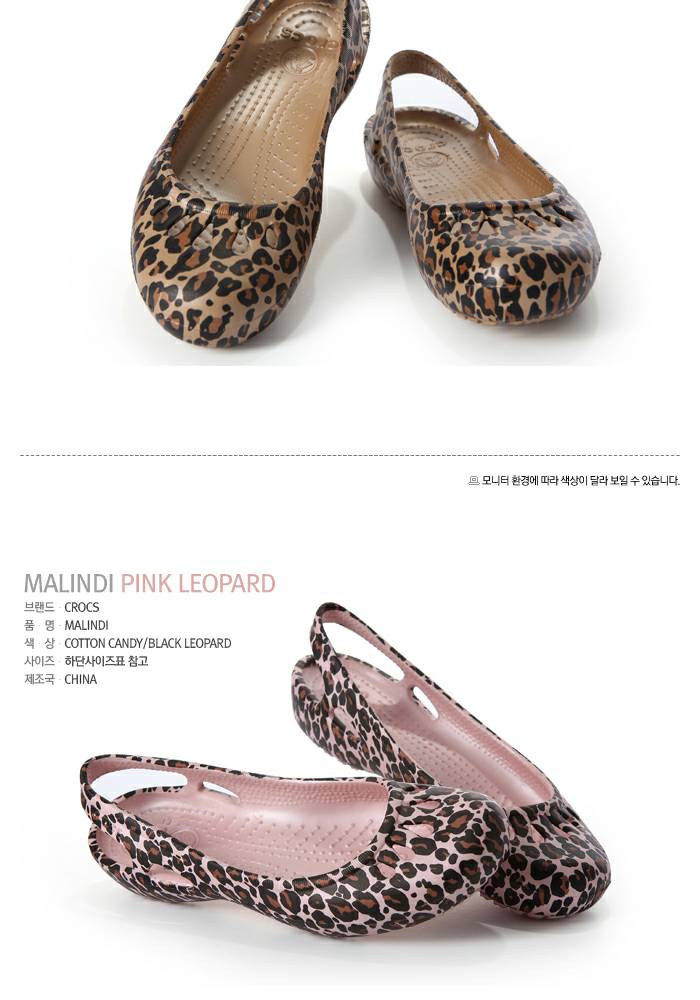 crocs
모니터 환경에 따라 색상이 달라 보일 수 있습니다.
MALINDI PINK LEOPARD
브랜드 · CROCS
품 · 명 · MALINDI
색 · 상 · COTTON CANDY/BLACK LEOPARD
사이즈 · 하단사이즈표 참고
제조국 · CHINA